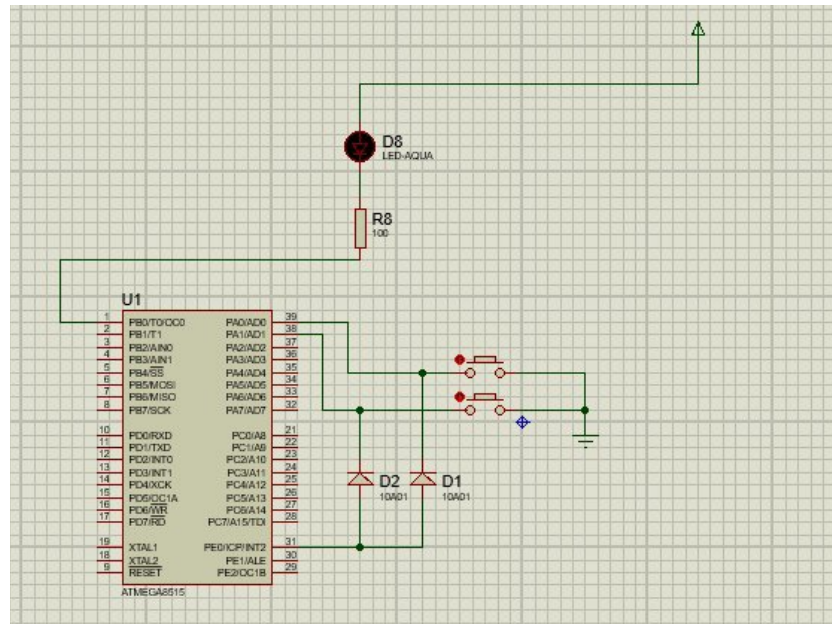 D8
LED-AQUA
R8
100
U1
1 PB0/T0/OC0 PA0/AD0 39
2 PB1/T1 PA1/AD1 38
3 PB2/AIN0 PA2/AD2 37
4 PB3/AIN1 PA3/AD3 36
5 PB4/SS PA4/AD4 35
6 PB5/MOSI PA5/AD5 34
7 PB6/MISO PA6/AD6 33
8 PB7/SCK PA7/AD7 32
10 PD0/RXD PC0/A8 21
11 PD1/TXD PC1/A9 22
12 PD2/INT0 PC2/A10 23
13 PD3/INT1 PC3/A11 24
14 PD4/XCK PC4/A12 25
15 PD5/OC1A PC5/A13 26
16 PD6/WR PC6/A14 27
17 PD7/RD PC7/A15/TDI 28
19 XTAL1 PE0/ICP/INT2 31
18 XTAL2 PE1/ALE 30
9 RESET PE2/OC1B 29
ATMEGA8515
D2
10A01
D1
10A01